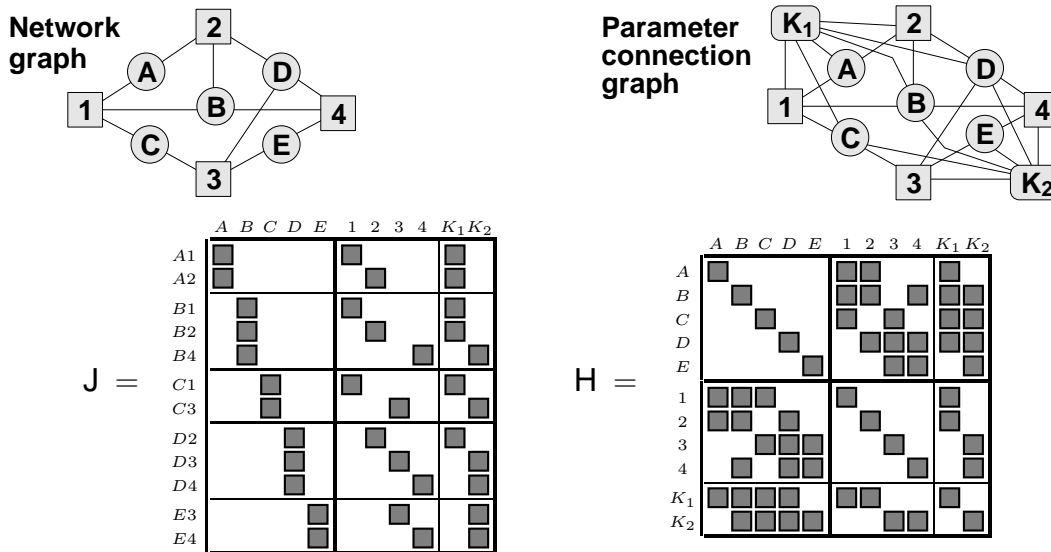 Network
graph
2
A
D
1
B
4
C
E
3
Parameter
connection
graph
K1
2
A
D
1
B
4
C
E
3
K2
J =
A B C D E 1 2 3 4 K1 K2
A1
A2
B1
B2
B4
C1
C3
D2
D3
D4
E3
E4
H =
A B C D E 1 2 3 4 K1 K2
A
B
C
D
E
1
2
3
4
K1
K2